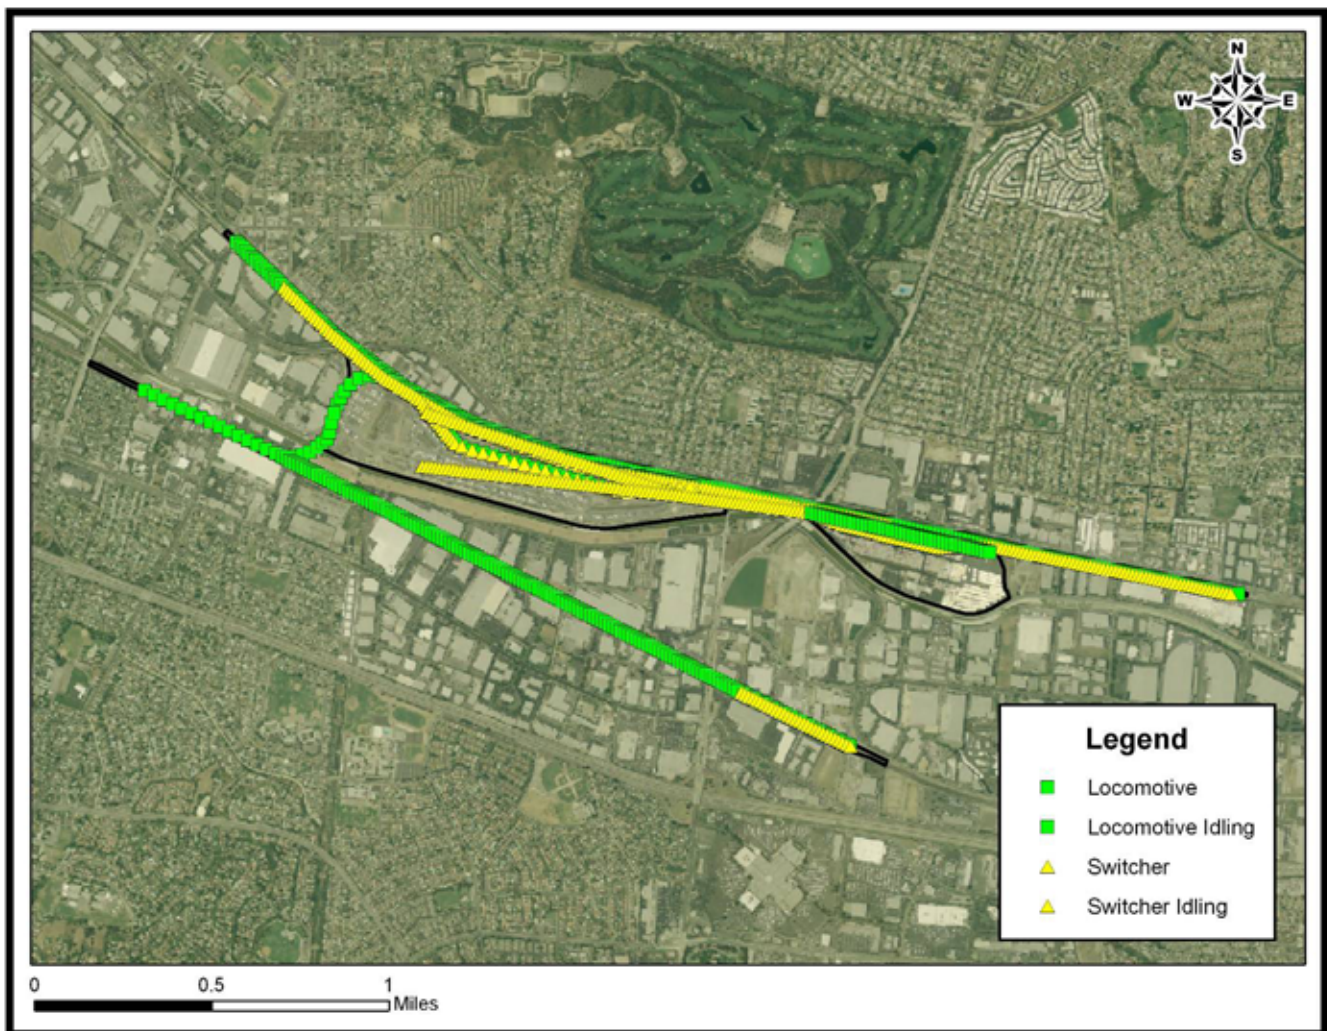 N
W E
S
Legend
Locomotive
Locomotive Idling
Switcher
Switcher Idling
0 0.5 1
Miles